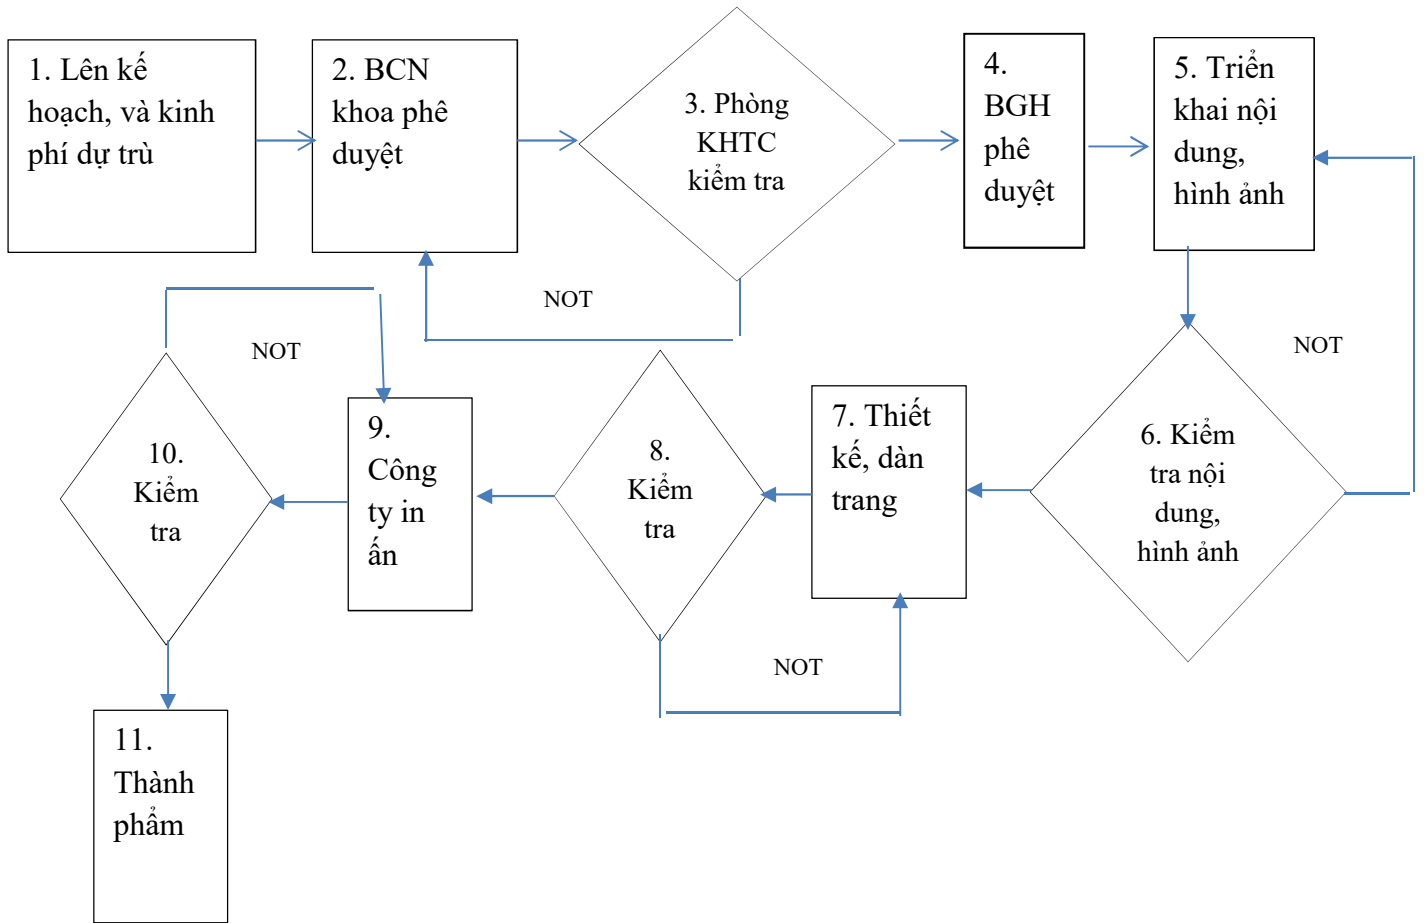 1. Lên kế
hoạch, và kinh
phí dự trù
2. BCN
khoa phê
duyệt
3. Phòng
KHTC
kiểm tra
4.
BGH
phê
duyệt
5. Triển
khai nội
dung,
hình ảnh
NOT
NOT
NOT
6. Kiểm
tra nội
dung,
hình ảnh
7. Thiết
kế, dàn
trang
8.
Kiểm
tra
NOT
9.
Công
ty in
ấn
10.
Kiểm
tra
11.
Thành
phẩm